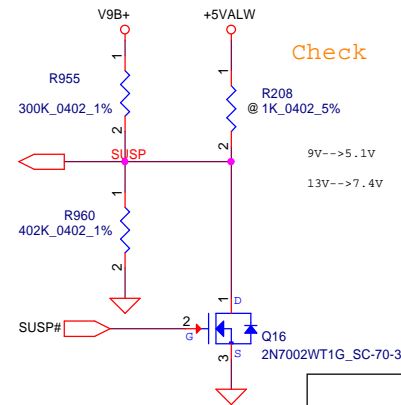 V9B+
+5VALW
Check
1
1
R955
R208
300K_0402_1%
@ 1K_0402_5%
2
2
9V-->5.1V
SUSP
13V-->7.4V
1
R960
402K_0402_1%
2
1
D
SUSP#
2
G
Q16
S
3
2N7002WT1G_SC-70-3